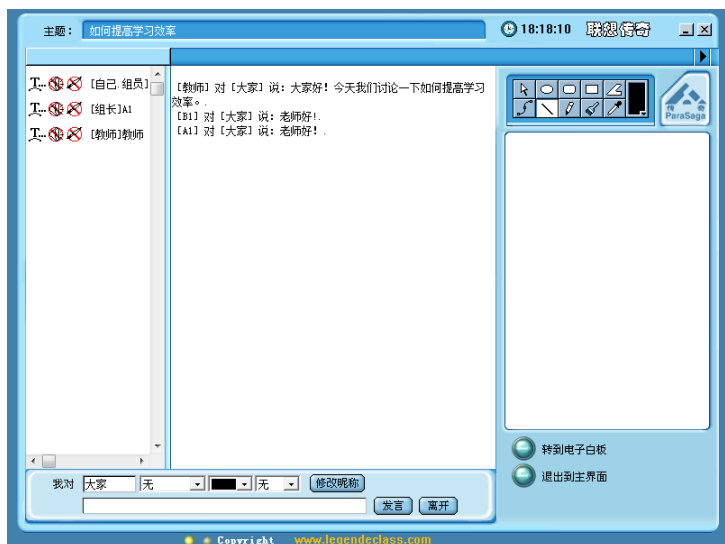 主题： 如何提高学习效率
18:18:10 联想传奇
[自己.组员]
[组长]A1
[教师]教师
[教师] 对 [大家] 说: 大家好! 今天我们讨论一下如何提高学习
效率。.
[B1] 对 [大家] 说: 老师好!.
[A1] 对 [大家] 说: 老师好! .
传 奇
ParaSaga
转到电子白板
退出到主界面
我对 大家 无 无 修改昵称
发言 离开
Copyright www.legendeclass.com